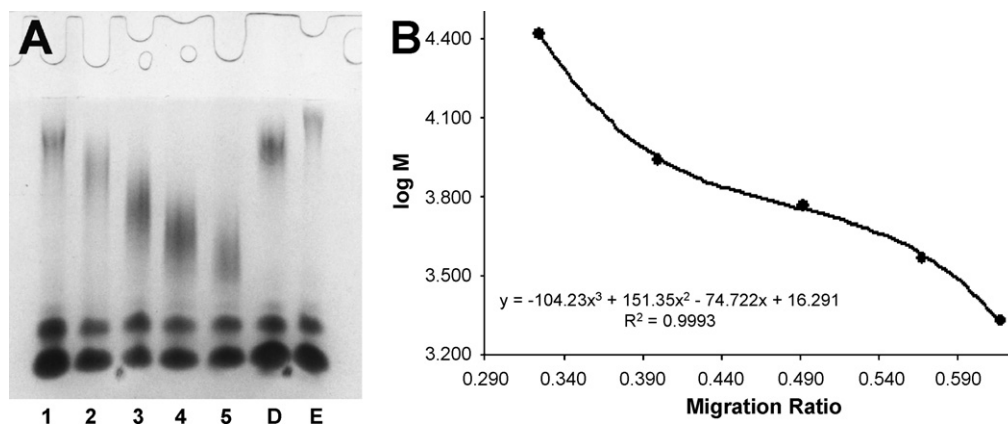 A
1 2 3 4 5 D E
B
4.400
4.100
3.800
3.500
3.200
log M
y = -104.23x³ + 151.35x² - 74.722x + 16.291
R² = 0.9993
0.290 0.340 0.390 0.440 0.490 0.540 0.590
Migration Ratio